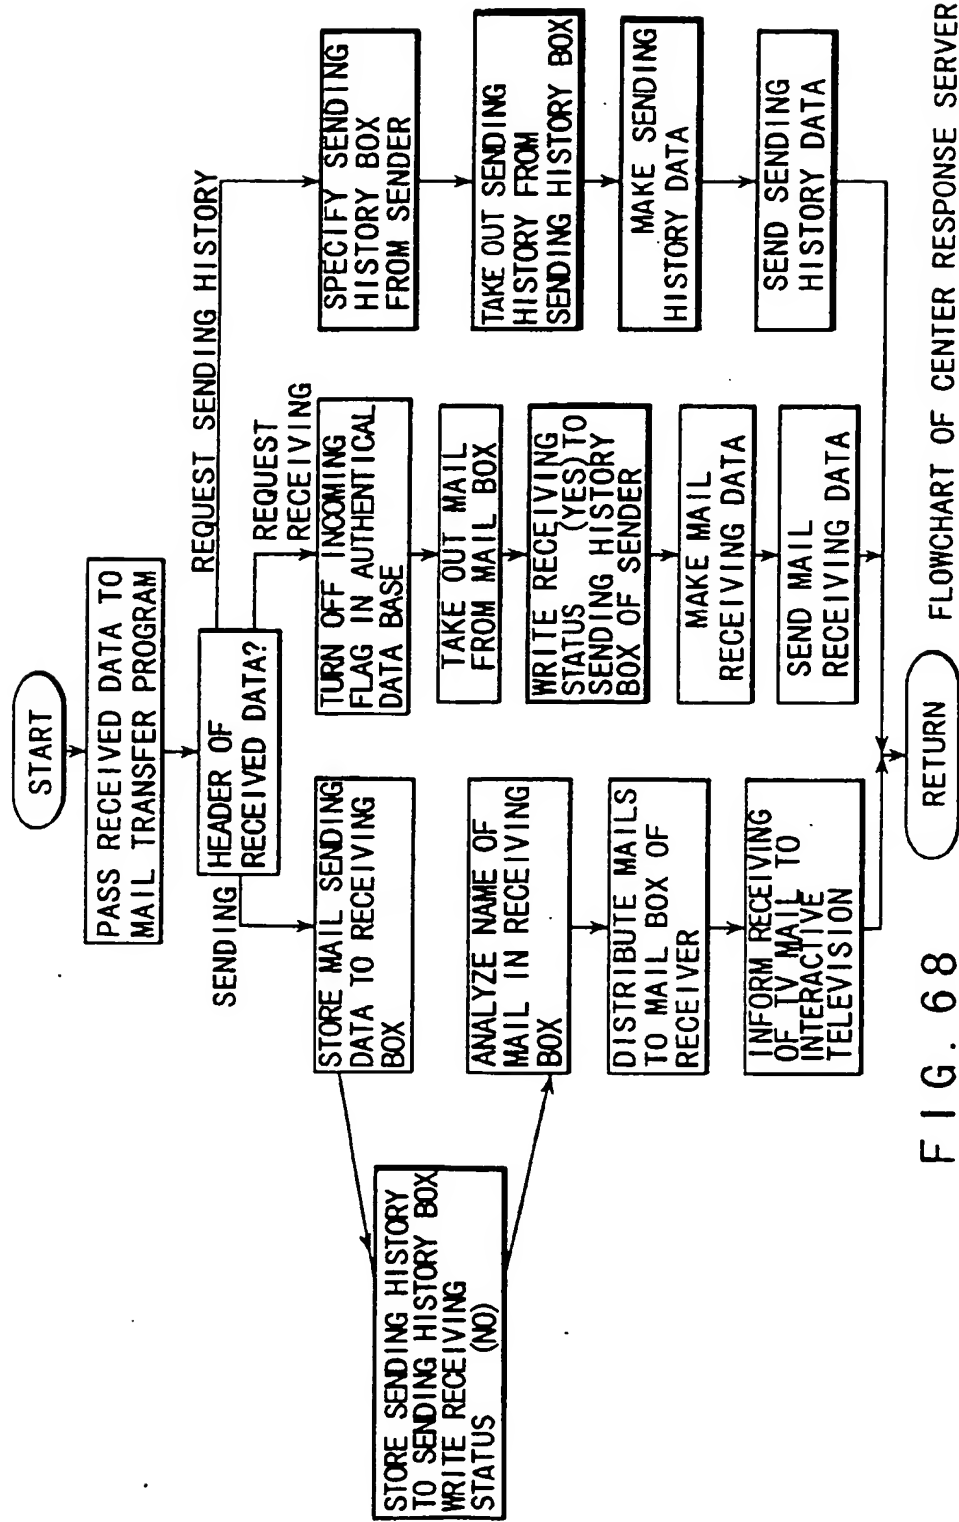 START
PASS RECEIVED DATA TO
MAIL TRANSFER PROGRAM
HEADER OF
RECEIVED DATA?
SENDING
REQUEST
RECEIVING
REQUEST SENDING HISTORY
STORE MAIL SENDING
DATA TO RECEIVING
BOX
STORE SENDING HISTORY
TO SENDING HISTORY BOX
WRITE RECEIVING
STATUS (NO)
ANALYZE NAME OF
MAIL IN RECEIVING
BOX
DISTRIBUTE MAILS
TO MAIL BOX OF
RECEIVER
INFORM RECEIVING
OF TV MAIL TO
INTERACTIVE
TELEVISION
TURN OFF INCOMING
FLAG IN AUTHENTICAL
DATA BASE
TAKE OUT MAIL
FROM MAIL BOX
WRITE RECEIVING
STATUS (YES) TO
SENDING HISTORY
BOX OF SENDER
MAKE MAIL
RECEIVING DATA
SEND MAIL
RECEIVING DATA
SPECIFY SENDING
HISTORY BOX
FROM SENDER
TAKE OUT SENDING
HISTORY FROM
SENDING HISTORY BOX
MAKE SENDING
HISTORY DATA
SEND SENDING
HISTORY DATA
RETURN
FIG. 68
FLOWCHART OF CENTER RESPONSE SERVER